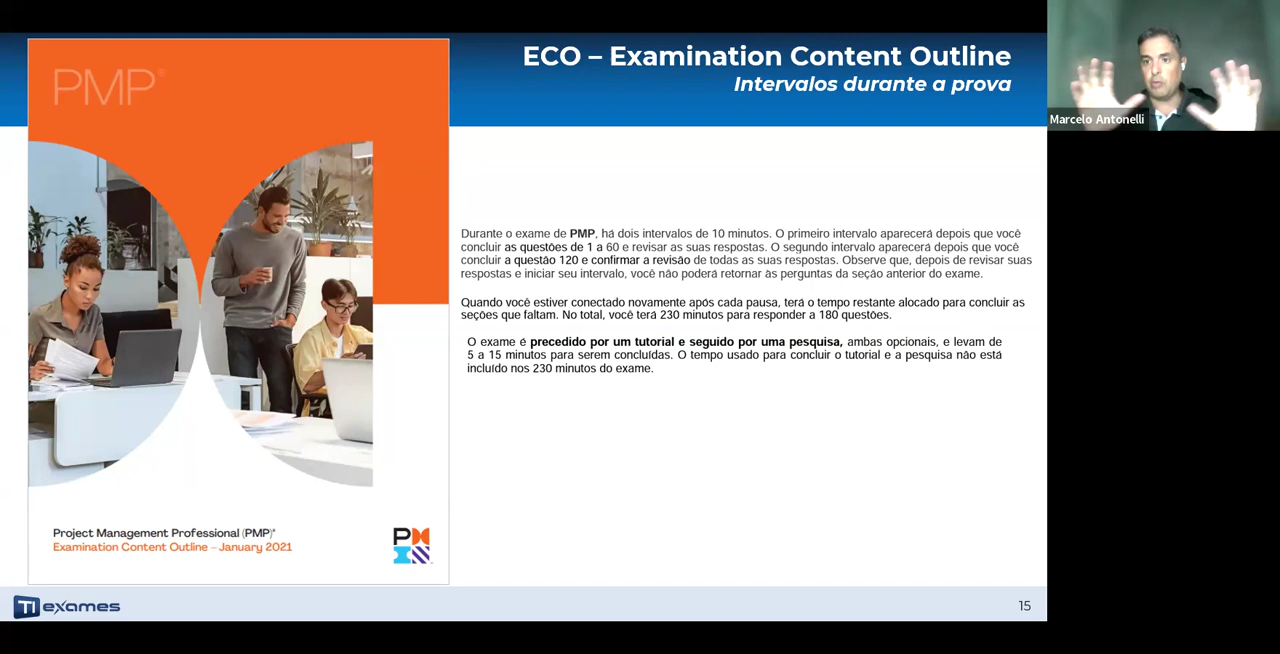 ECO – Examination Content Outline
Intervalos durante a prova
PMP®
Marcelo Antonelli
Durante o exame de PMP, há dois intervalos de 10 minutos. O primeiro intervalo aparecerá depois que você
concluir as questões de 1 a 60 e revisar as suas respostas. O segundo intervalo aparecerá depois que você
concluir a questão 120 e confirmar a revisão de todas as suas respostas. Observe que, depois de revisar suas
respostas e iniciar seu intervalo, você não poderá retornar às perguntas da seção anterior do exame.
Quando você estiver conectado novamente após cada pausa, terá o tempo restante alocado para concluir as
seções que faltam. No total, você terá 230 minutos para responder a 180 questões.
O exame é precedido por um tutorial e seguido por uma pesquisa, ambas opcionais, e levam de
5 a 15 minutos para serem concluídas. O tempo usado para concluir o tutorial e a pesquisa não está
incluído nos 230 minutos do exame.
Project Management Professional (PMP)®
Examination Content Outline – January 2021
P
TI exames
15